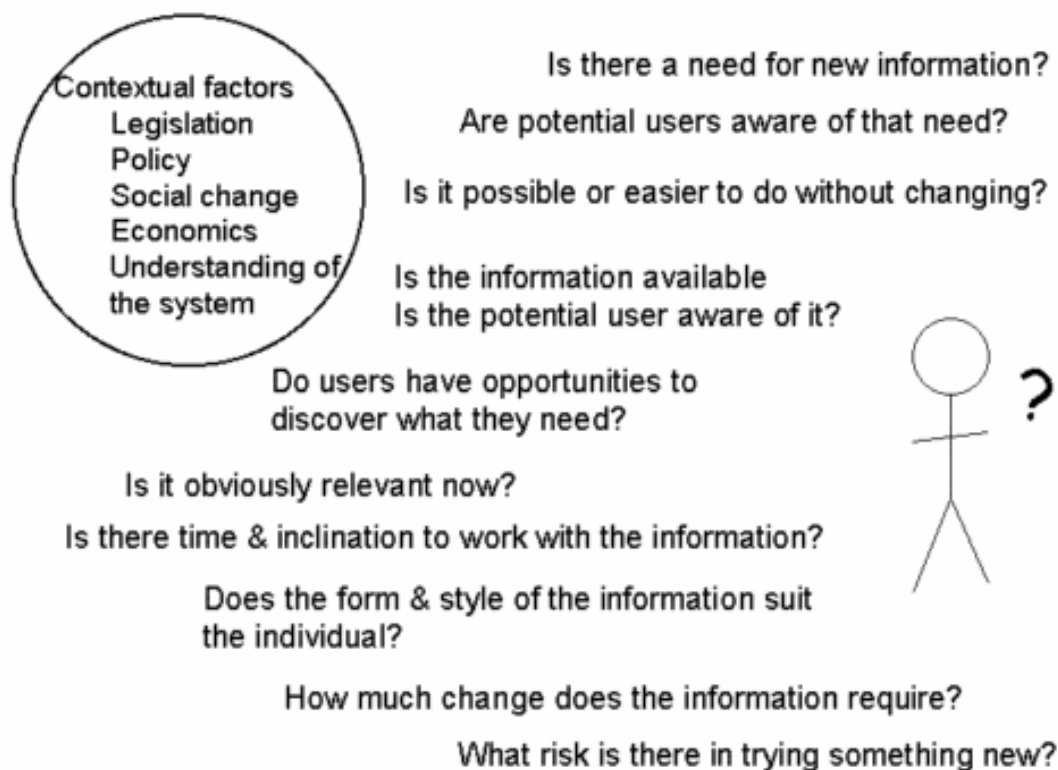 Contextual factors
Legislation
Policy
Social change
Economics
Understanding of
the system
Is there a need for new information?
Are potential users aware of that need?
Is it possible or easier to do without changing?
Is the information available
Is the potential user aware of it?
Do users have opportunities to
discover what they need?
?
Is it obviously relevant now?
Is there time & inclination to work with the information?
Does the form & style of the information suit
the individual?
How much change does the information require?
What risk is there in trying something new?